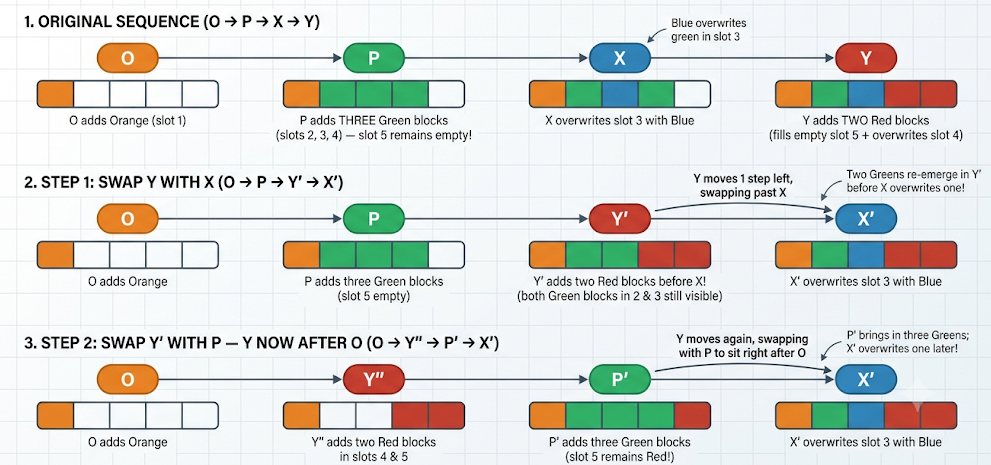 1. ORIGINAL SEQUENCE (O → P → X → Y)
Blue overwrites
green in slot 3
O
P
X
Y
O adds Orange (slot 1)
P adds THREE Green blocks
(slots 2, 3, 4) — slot 5 remains empty!
X overwrites slot 3 with Blue
Y adds TWO Red blocks
(fills empty slot 5 + overwrites slot 4)
2. STEP 1: SWAP Y WITH X (O → P → Y′ → X′)
Y moves 1 step left,
swapping past X
Two Greens re-emerge in Y′
before X overwrites one!
O
P
Y′
X′
O adds Orange
P adds three Green blocks
(slot 5 empty)
Y′ adds two Red blocks before X!
(both Green blocks in 2 & 3 still visible)
X′ overwrites slot 3 with Blue
3. STEP 2: SWAP Y′ WITH P — Y NOW AFTER O (O → Y″ → P′ → X′)
Y moves again, swapping
with P to sit right after O
P′ brings in three Greens;
X′ overwrites one later!
O
Y″
P′
X′
O adds Orange
Y″ adds two Red blocks
in slots 4 & 5
P′ adds three Green blocks
(slot 5 remains Red!)
X′ overwrites slot 3 with Blue